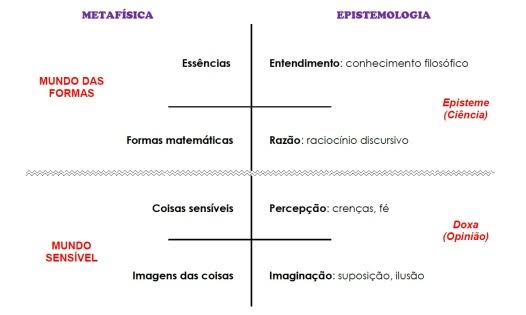 METAFÍSICA EPISTEMOLOGIA
Essências Entendimento: conhecimento filosófico
MUNDO DAS
FORMAS
Episteme
(Ciência)
Formas matemáticas Razão: raciocínio discursivo
Coisas sensíveis Percepção: crenças, fé
Doxa
(Opinião)
MUNDO
SENSÍVEL
Imagens das coisas Imaginação: suposição, ilusão